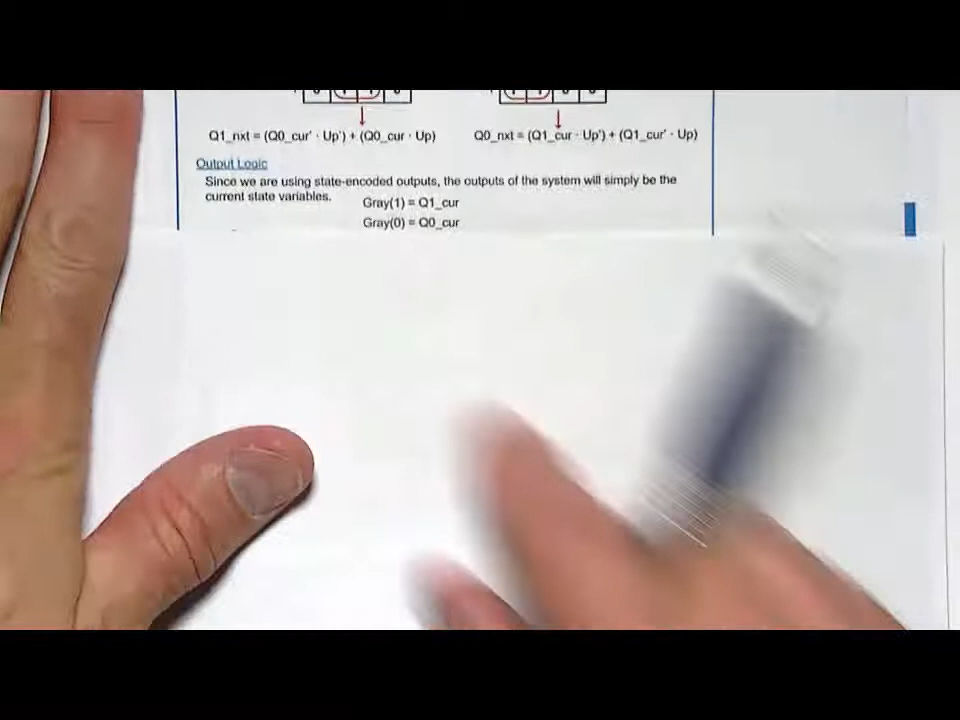 Q1_nxt = (Q0_cur' · Up') + (Q0_cur · Up)
Q0_nxt = (Q1_cur · Up') + (Q1_cur' · Up)
Output Logic
Since we are using state-encoded outputs, the outputs of the system will simply be the
current state variables.
Gray(1) = Q1_cur
Gray(0) = Q0_cur